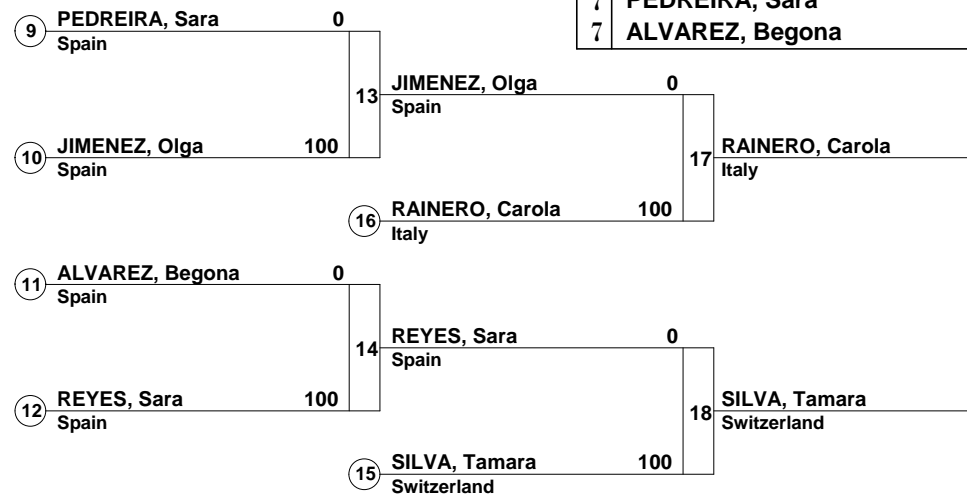 7 PEDREIRA, Sara
7 ALVAREZ, Begona
9 PEDREIRA, Sara 0
Spain
13 JIMENEZ, Olga 0
Spain
10 JIMENEZ, Olga 100
Spain
17 RAINERO, Carola
Italy
16 RAINERO, Carola 100
Italy
11 ALVAREZ, Begona 0
Spain
14 REYES, Sara 0
Spain
12 REYES, Sara 100
Spain
18 SILVA, Tamara
Switzerland
15 SILVA, Tamara 100
Switzerland